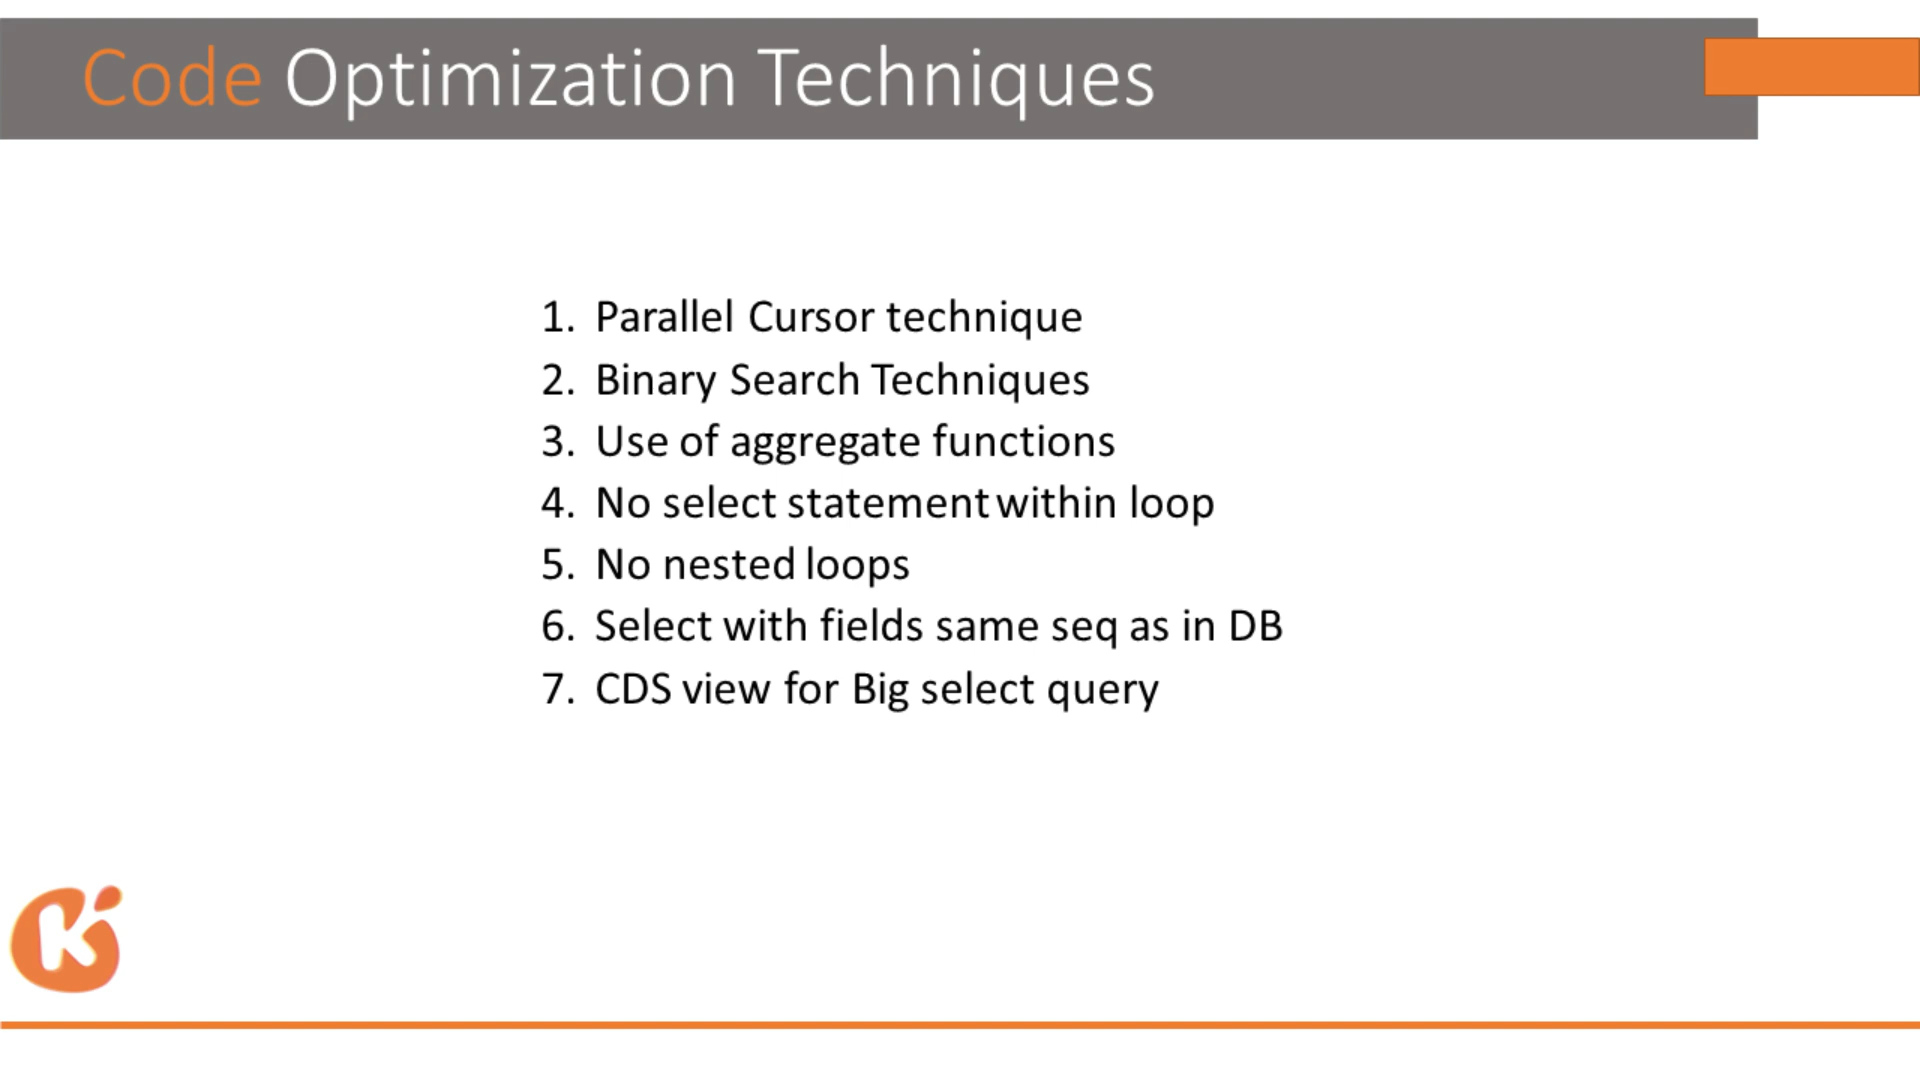 Code Optimization Techniques
1. Parallel Cursor technique
2. Binary Search Techniques
3. Use of aggregate functions
4. No select statement within loop
5. No nested loops
6. Select with fields same seq as in DB
7. CDS view for Big select query
K